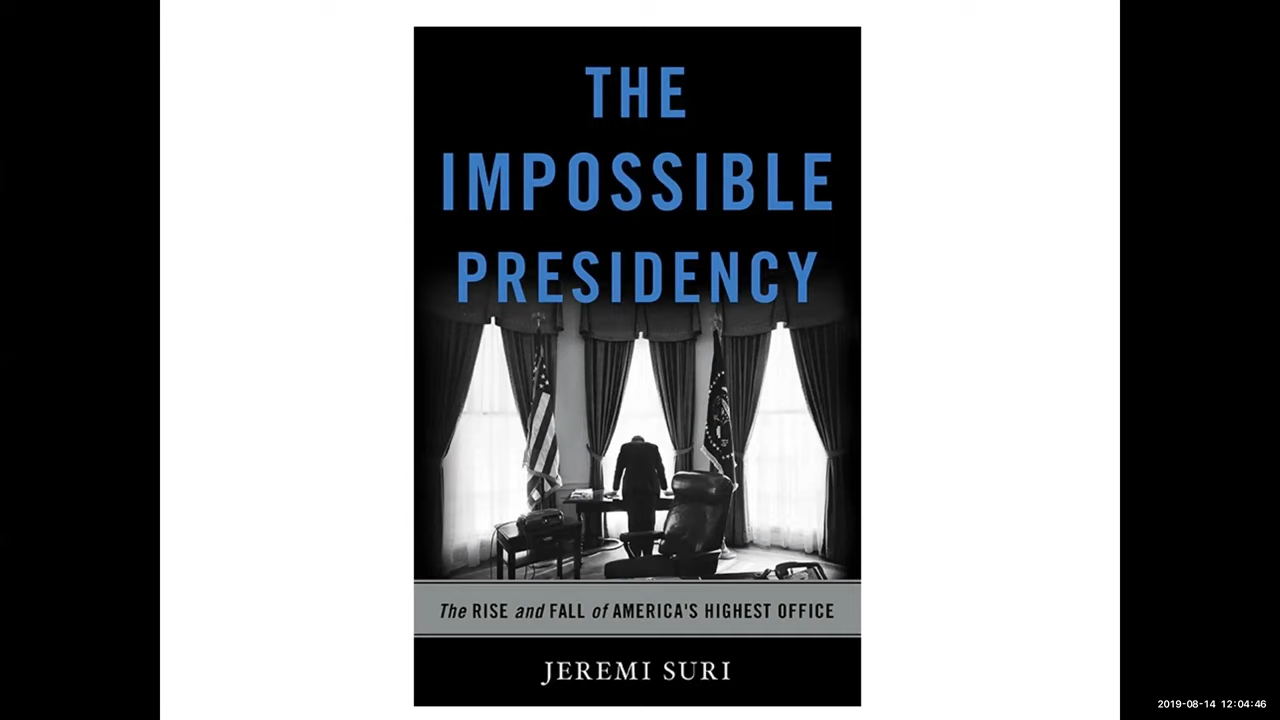 THE
IMPOSSIBLE
PRESIDENCY
The RISE and FALL of AMERICA'S HIGHEST OFFICE
JEREMI SURI
2019-08-14 12:04:46